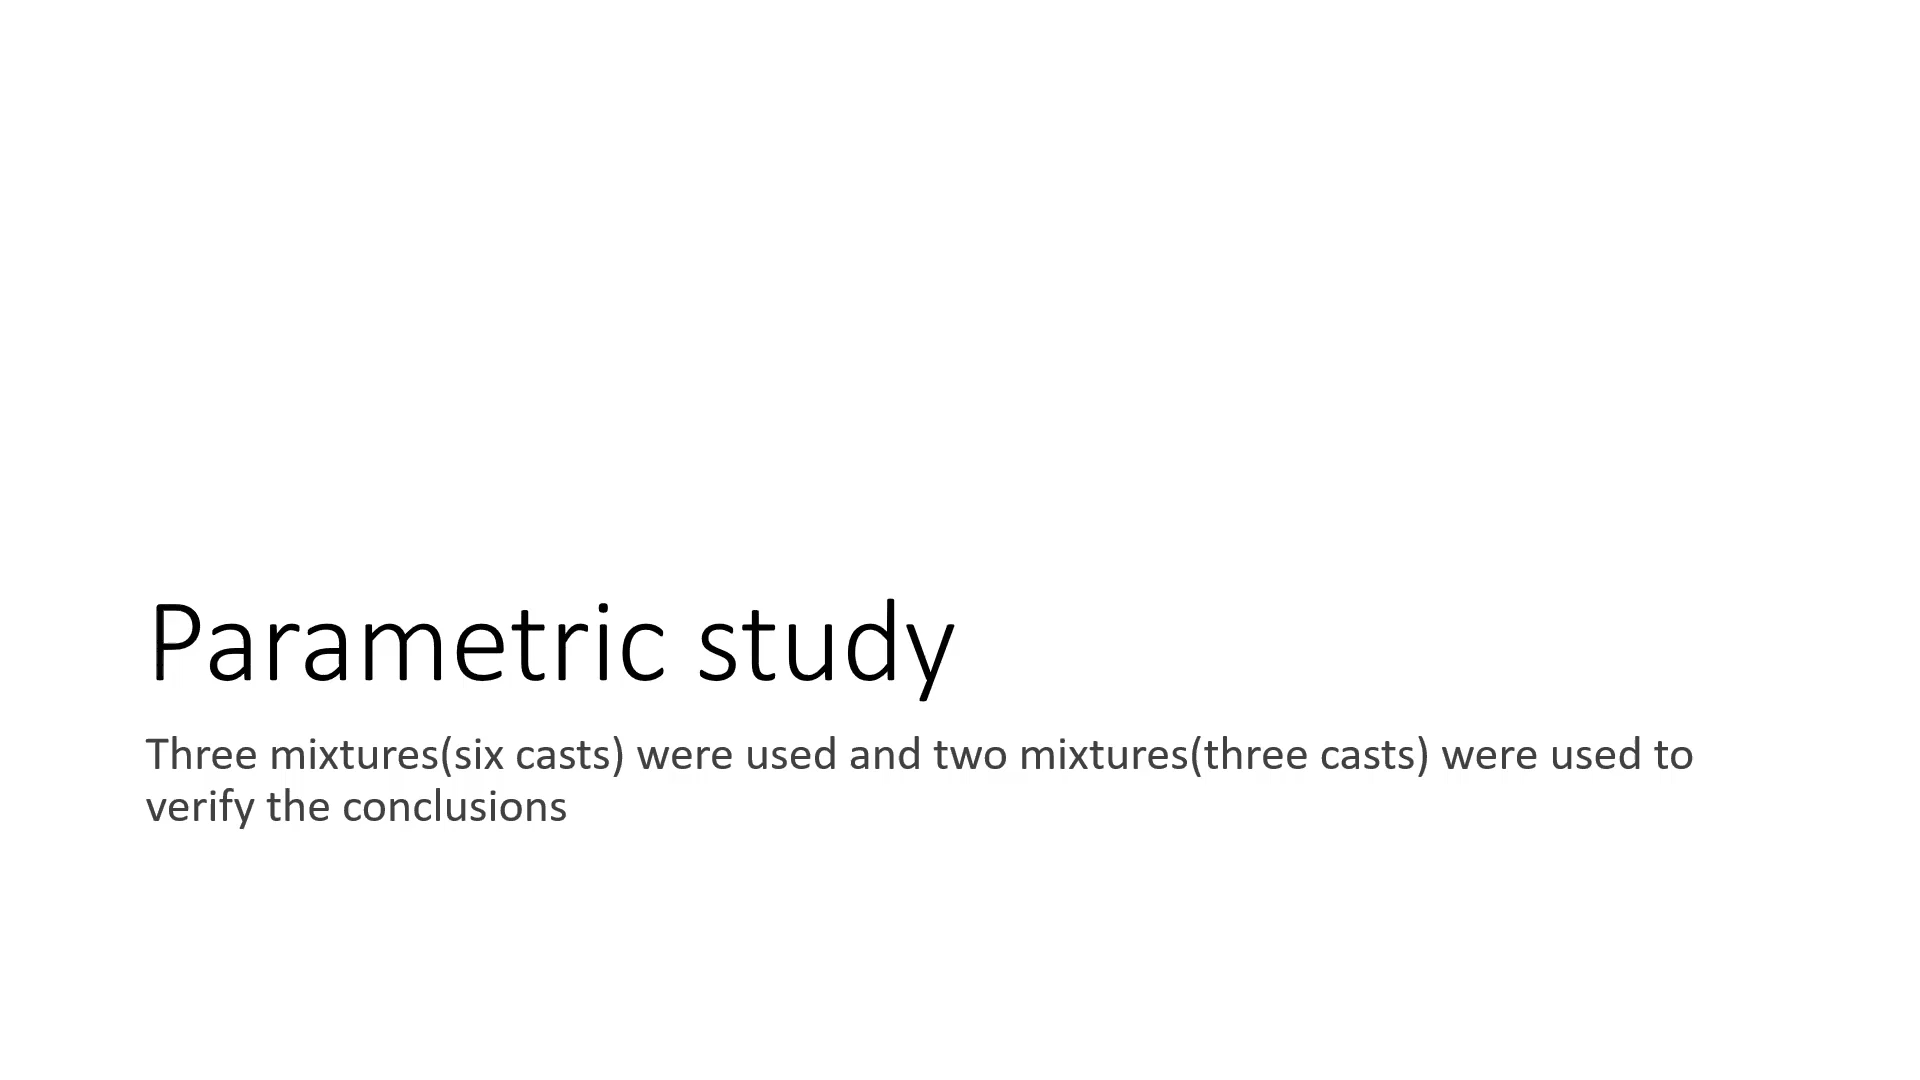 Parametric study
Three mixtures(six casts) were used and two mixtures(three casts) were used to
verify the conclusions